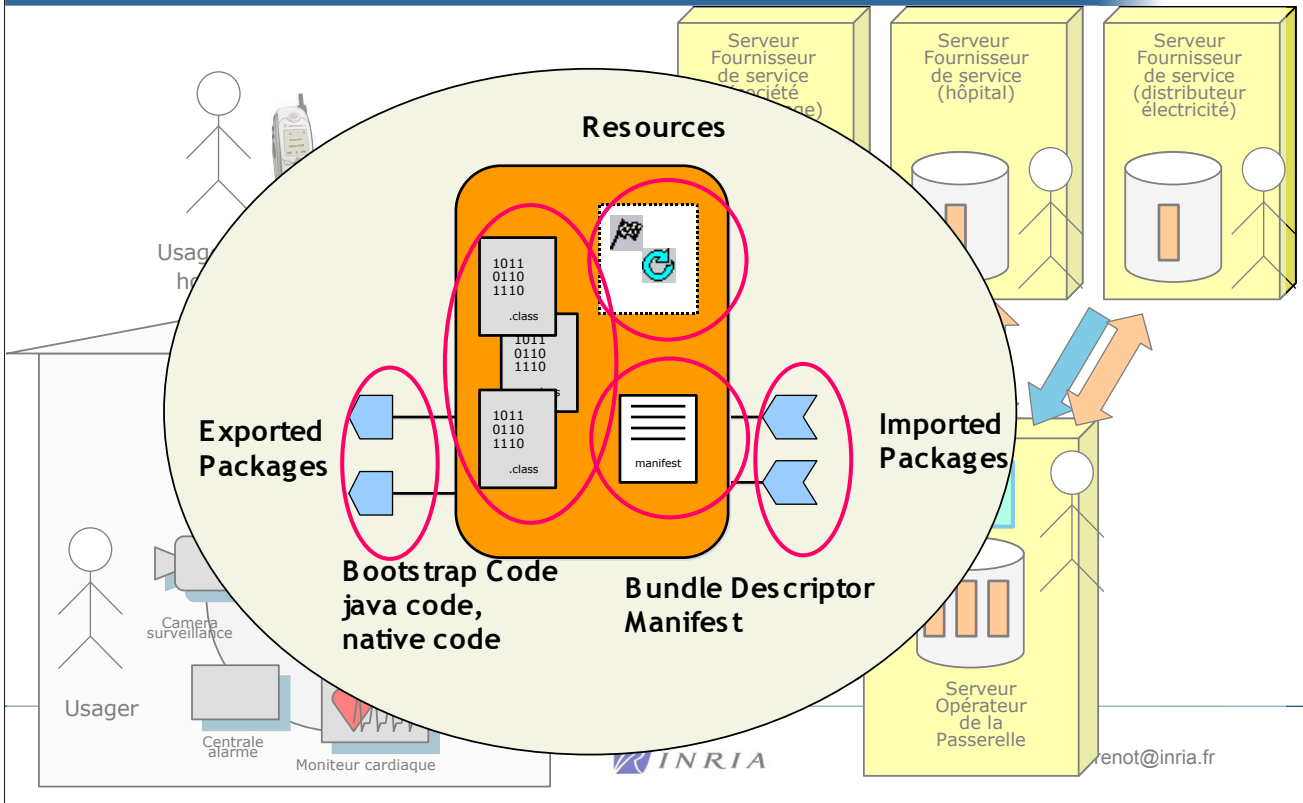 Serveur
Fournisseur
de service
Serveur
Fournisseur
de service
(hôpital)
Serveur
Fournisseur
de service
(distributeur
électricité)
Resources
1011
0110
1110
.class
1011
0110
1110
1011
0110
1110
.class
manifest
Exported
Packages
Imported
Packages
Bootstrap Code
java code,
native code
Bundle Descriptor
Manifest
Camera
surveillance
Usager
Centrale
alarme
Moniteur cardiaque
Serveur
Opérateur
de la
Passerelle
INRIA
renot@inria.fr